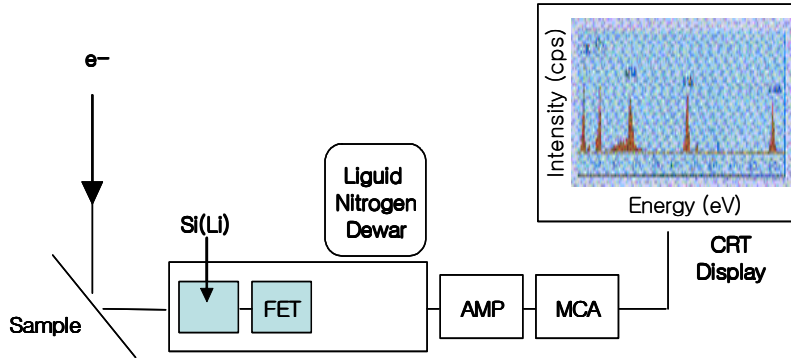 e−
Intensity (cps)
Energy (eV)
Liguid
Nitrogen
Dewar
Si(Li)
CRT
Display
FET
AMP
MCA
Sample